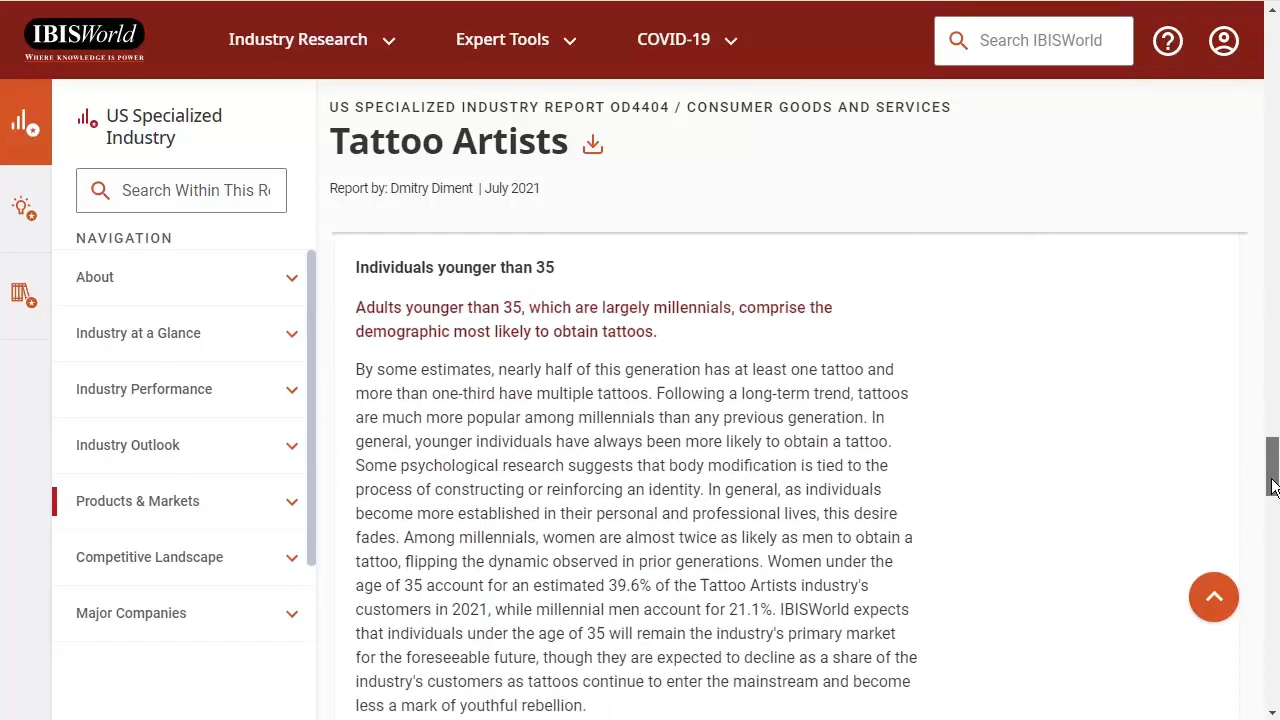 IBISWorld
WHERE KNOWLEDGE IS POWER
Industry Research
Expert Tools
COVID-19
Search IBISWorld
US Specialized
Industry
Search Within This R
NAVIGATION
About
Industry at a Glance
Industry Performance
Industry Outlook
Products & Markets
Competitive Landscape
Major Companies
US SPECIALIZED INDUSTRY REPORT OD4404 / CONSUMER GOODS AND SERVICES
Tattoo Artists
Report by: Dmitry Diment | July 2021
Individuals younger than 35
Adults younger than 35, which are largely millennials, comprise the
demographic most likely to obtain tattoos.
By some estimates, nearly half of this generation has at least one tattoo and
more than one-third have multiple tattoos. Following a long-term trend, tattoos
are much more popular among millennials than any previous generation. In
general, younger individuals have always been more likely to obtain a tattoo.
Some psychological research suggests that body modification is tied to the
process of constructing or reinforcing an identity. In general, as individuals
become more established in their personal and professional lives, this desire
fades. Among millennials, women are almost twice as likely as men to obtain a
tattoo, flipping the dynamic observed in prior generations. Women under the
age of 35 account for an estimated 39.6% of the Tattoo Artists industry's
customers in 2021, while millennial men account for 21.1%. IBISWorld expects
that individuals under the age of 35 will remain the industry's primary market
for the foreseeable future, though they are expected to decline as a share of the
industry's customers as tattoos continue to enter the mainstream and become
less a mark of youthful rebellion.